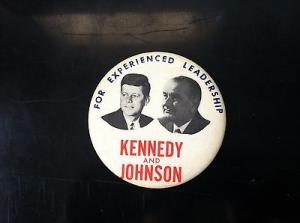 FOR EXPERIENCED LEADERSHIP
KENNEDY
AND
JOHNSON